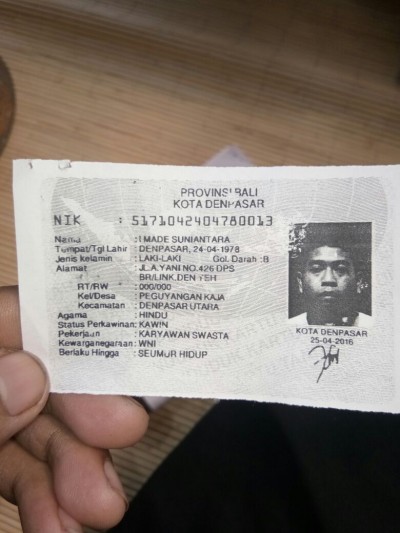 PROVINSI BALI
KOTA DENPASAR
NIK : 5171042404780013
Nama : I MADE SUNIANTARA
Tempat/Tgl Lahir : DENPASAR, 24-04-1978
Jenis kelamin : LAKI-LAKI Gol. Darah :B
Alamat : JL.A.YANI NO.426 DPS
BR/LINK.DEN YEH
RT/RW : 000/000
Kel/Desa : PEGUYANGAN KAJA
Kecamatan : DENPASAR UTARA
Agama : HINDU
Status Perkawinan: KAWIN
Pekerjaan : KARYAWAN SWASTA
Kewarganegaraan: WNI
Berlaku Hingga : SEUMUR HIDUP
KOTA DENPASAR
25-04-2016